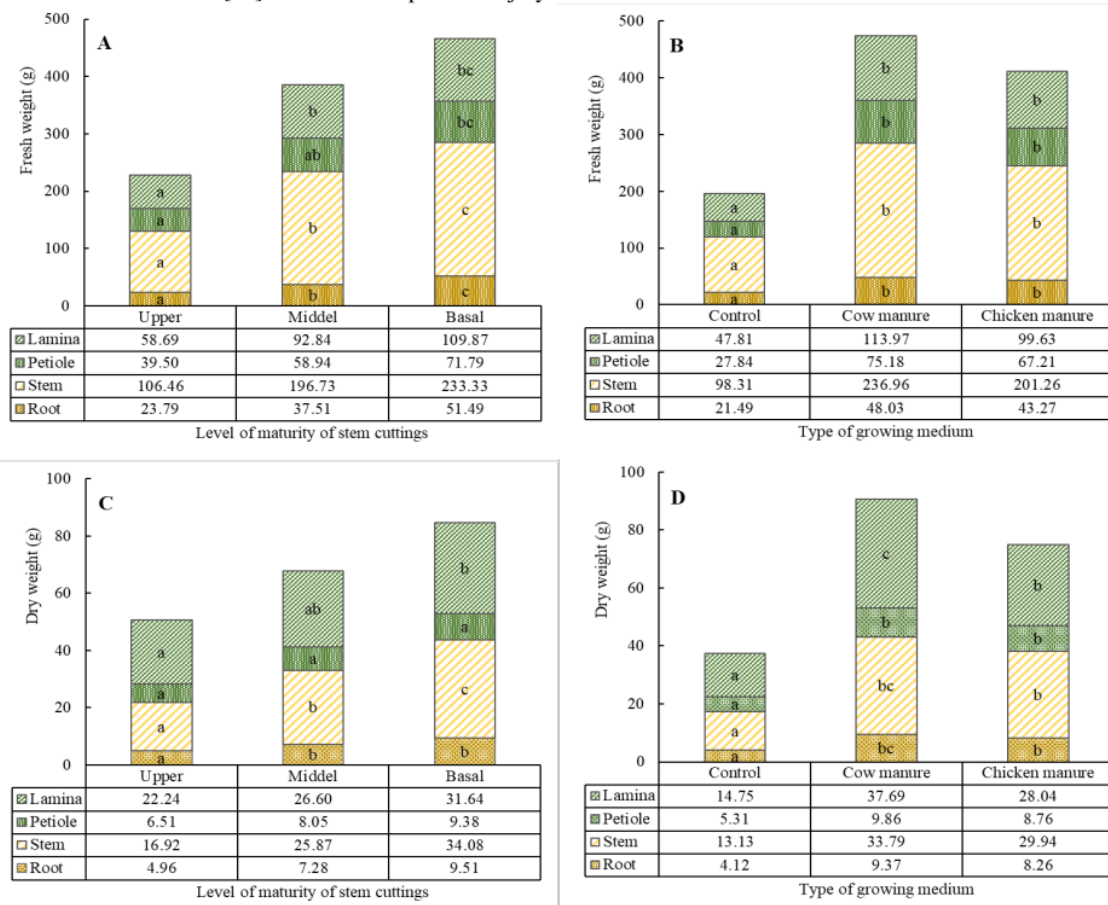 500
400
300
200
100
0
Fresh weight (g)
A
b
bc
bc
ab
a
a
a
a
b
b
c
c
Upper Middel Basal
Lamina 58.69 92.84 109.87
Petiole 39.50 58.94 71.79
Stem 106.46 196.73 233.33
Root 23.79 37.51 51.49
Level of maturity of stem cuttings
500
400
300
200
100
0
Fresh weight (g)
B
a
a
a
a
b
b
b
b
b
b
b
b
Control Cow manure Chicken manure
Lamina 47.81 113.97 99.63
Petiole 27.84 75.18 67.21
Stem 98.31 236.96 201.26
Root 21.49 48.03 43.27
Type of growing medium
100
80
60
40
20
0
Dry weight (g)
C
a
a
a
a
ab
a
b
b
b
a
c
b
Upper Middel Basal
Lamina 22.24 26.60 31.64
Petiole 6.51 8.05 9.38
Stem 16.92 25.87 34.08
Root 4.96 7.28 9.51
Level of maturity of stem cuttings
100
80
60
40
20
0
Dry weight (g)
D
a
a
a
a
c
b
bc
bc
b
b
b
b
Control Cow manure Chicken manure
Lamina 14.75 37.69 28.04
Petiole 5.31 9.86 8.76
Stem 13.13 33.79 29.94
Root 4.12 9.37 8.26
Type of growing medium